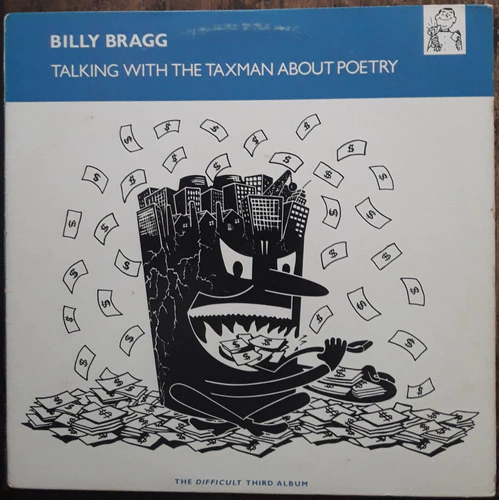 BILLY BRAGG
TALKING WITH THE TAXMAN ABOUT POETRY
THE DIFFICULT THIRD ALBUM